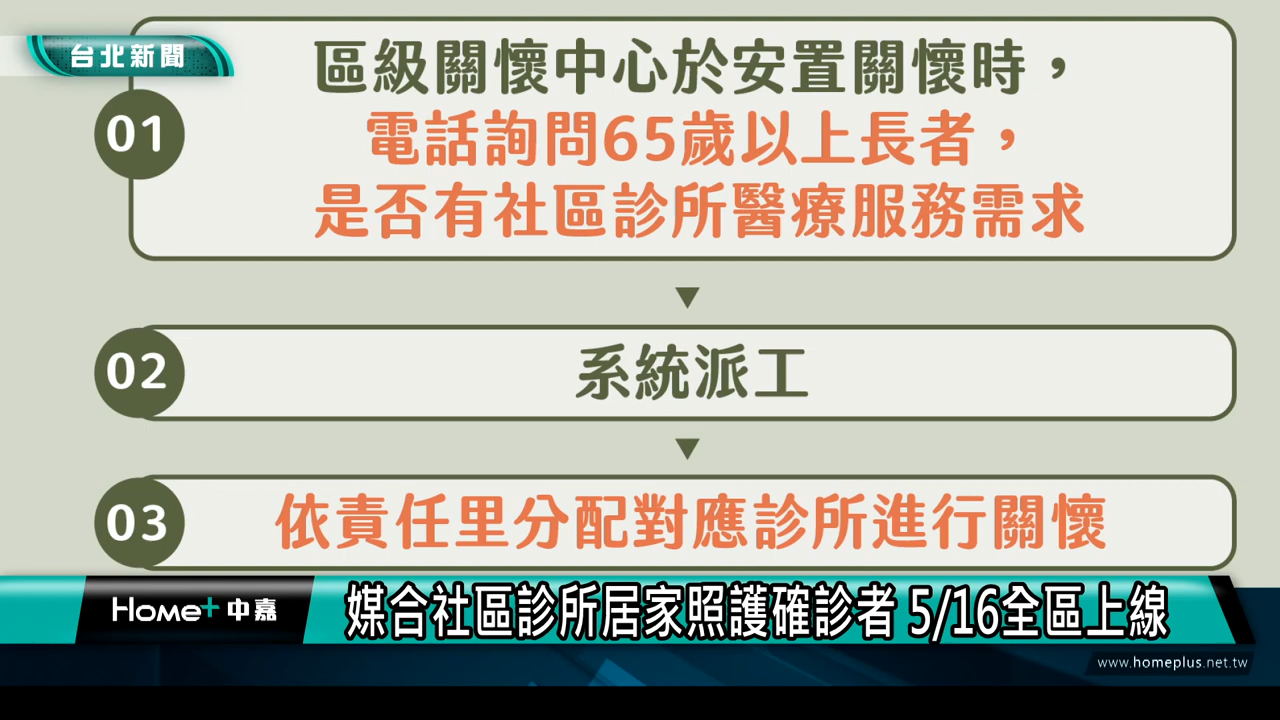 台北新聞
01
區級關懷中心於安置關懷時，
電話詢問65歲以上長者，
是否有社區診所醫療服務需求
02
系統派工
03
依責任里分配對應診所進行關懷
Home+中嘉
媒合社區診所居家照護確診者 5/16全區上線
www.homeplus.net.tw